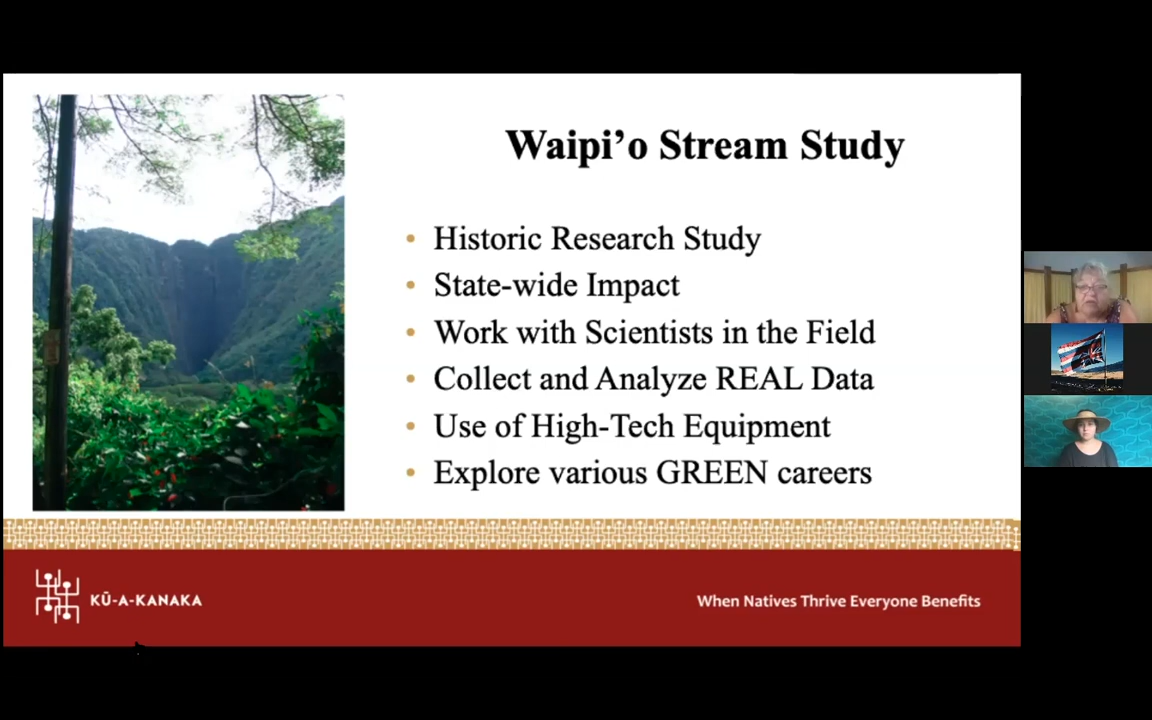 Waipi’o Stream Study
• Historic Research Study
• State-wide Impact
• Work with Scientists in the Field
• Collect and Analyze REAL Data
• Use of High-Tech Equipment
• Explore various GREEN careers
KŪ-A-KANAKA
When Natives Thrive Everyone Benefits